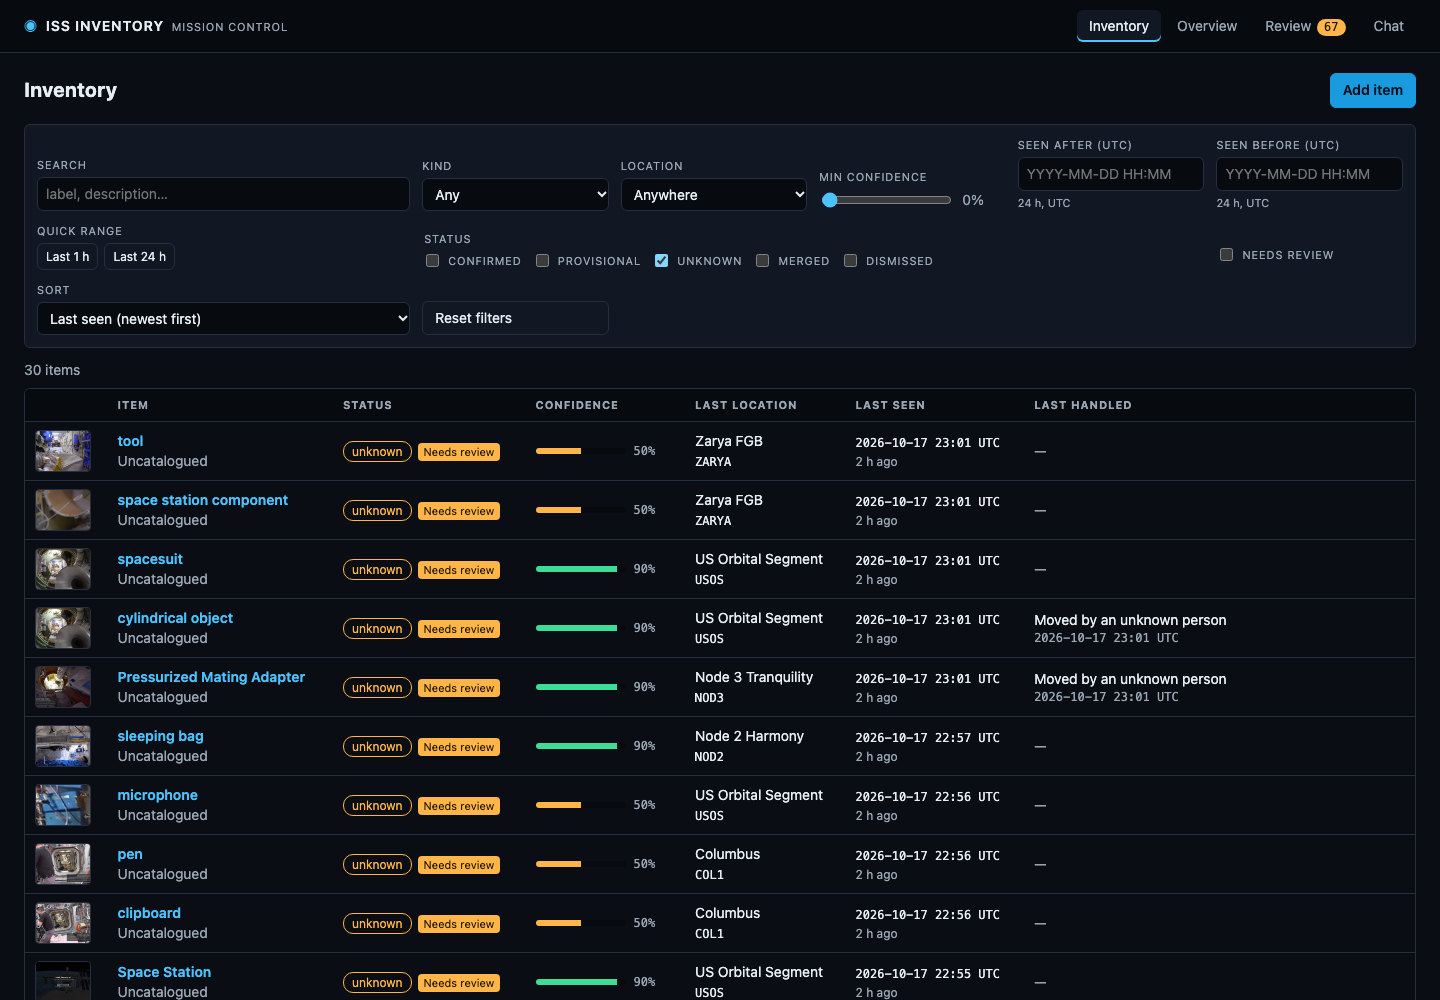 ISS INVENTORY MISSION CONTROL
Inventory Overview Review 67 Chat
Inventory
Add item
SEARCH
label, description...
KIND
Any
LOCATION
Anywhere
MIN CONFIDENCE
0%
SEEN AFTER (UTC)
YYYY-MM-DD HH:MM
24 h, UTC
SEEN BEFORE (UTC)
YYYY-MM-DD HH:MM
24 h, UTC
QUICK RANGE
Last 1 h Last 24 h
STATUS
CONFIRMED PROVISIONAL UNKNOWN MERGED DISMISSED
NEEDS REVIEW
SORT
Last seen (newest first)
Reset filters
30 items
ITEM STATUS CONFIDENCE LAST LOCATION LAST SEEN LAST HANDLED
tool
Uncatalogued
unknown Needs review
50%
Zarya FGB
ZARYA
2026-10-17 23:01 UTC
2 h ago
—
space station component
Uncatalogued
unknown Needs review
50%
Zarya FGB
ZARYA
2026-10-17 23:01 UTC
2 h ago
—
spacesuit
Uncatalogued
unknown Needs review
90%
US Orbital Segment
USOS
2026-10-17 23:01 UTC
2 h ago
—
cylindrical object
Uncatalogued
unknown Needs review
90%
US Orbital Segment
USOS
2026-10-17 23:01 UTC
2 h ago
Moved by an unknown person
2026-10-17 23:01 UTC
Pressurized Mating Adapter
Uncatalogued
unknown Needs review
90%
Node 3 Tranquility
NOD3
2026-10-17 23:01 UTC
2 h ago
Moved by an unknown person
2026-10-17 23:01 UTC
sleeping bag
Uncatalogued
unknown Needs review
90%
Node 2 Harmony
NOD2
2026-10-17 22:57 UTC
2 h ago
—
microphone
Uncatalogued
unknown Needs review
50%
US Orbital Segment
USOS
2026-10-17 22:56 UTC
2 h ago
—
pen
Uncatalogued
unknown Needs review
50%
Columbus
COL1
2026-10-17 22:56 UTC
2 h ago
—
clipboard
Uncatalogued
unknown Needs review
50%
Columbus
COL1
2026-10-17 22:56 UTC
2 h ago
—
Space Station
Uncatalogued
unknown Needs review
90%
US Orbital Segment
USOS
2026-10-17 22:55 UTC
2 h ago
—